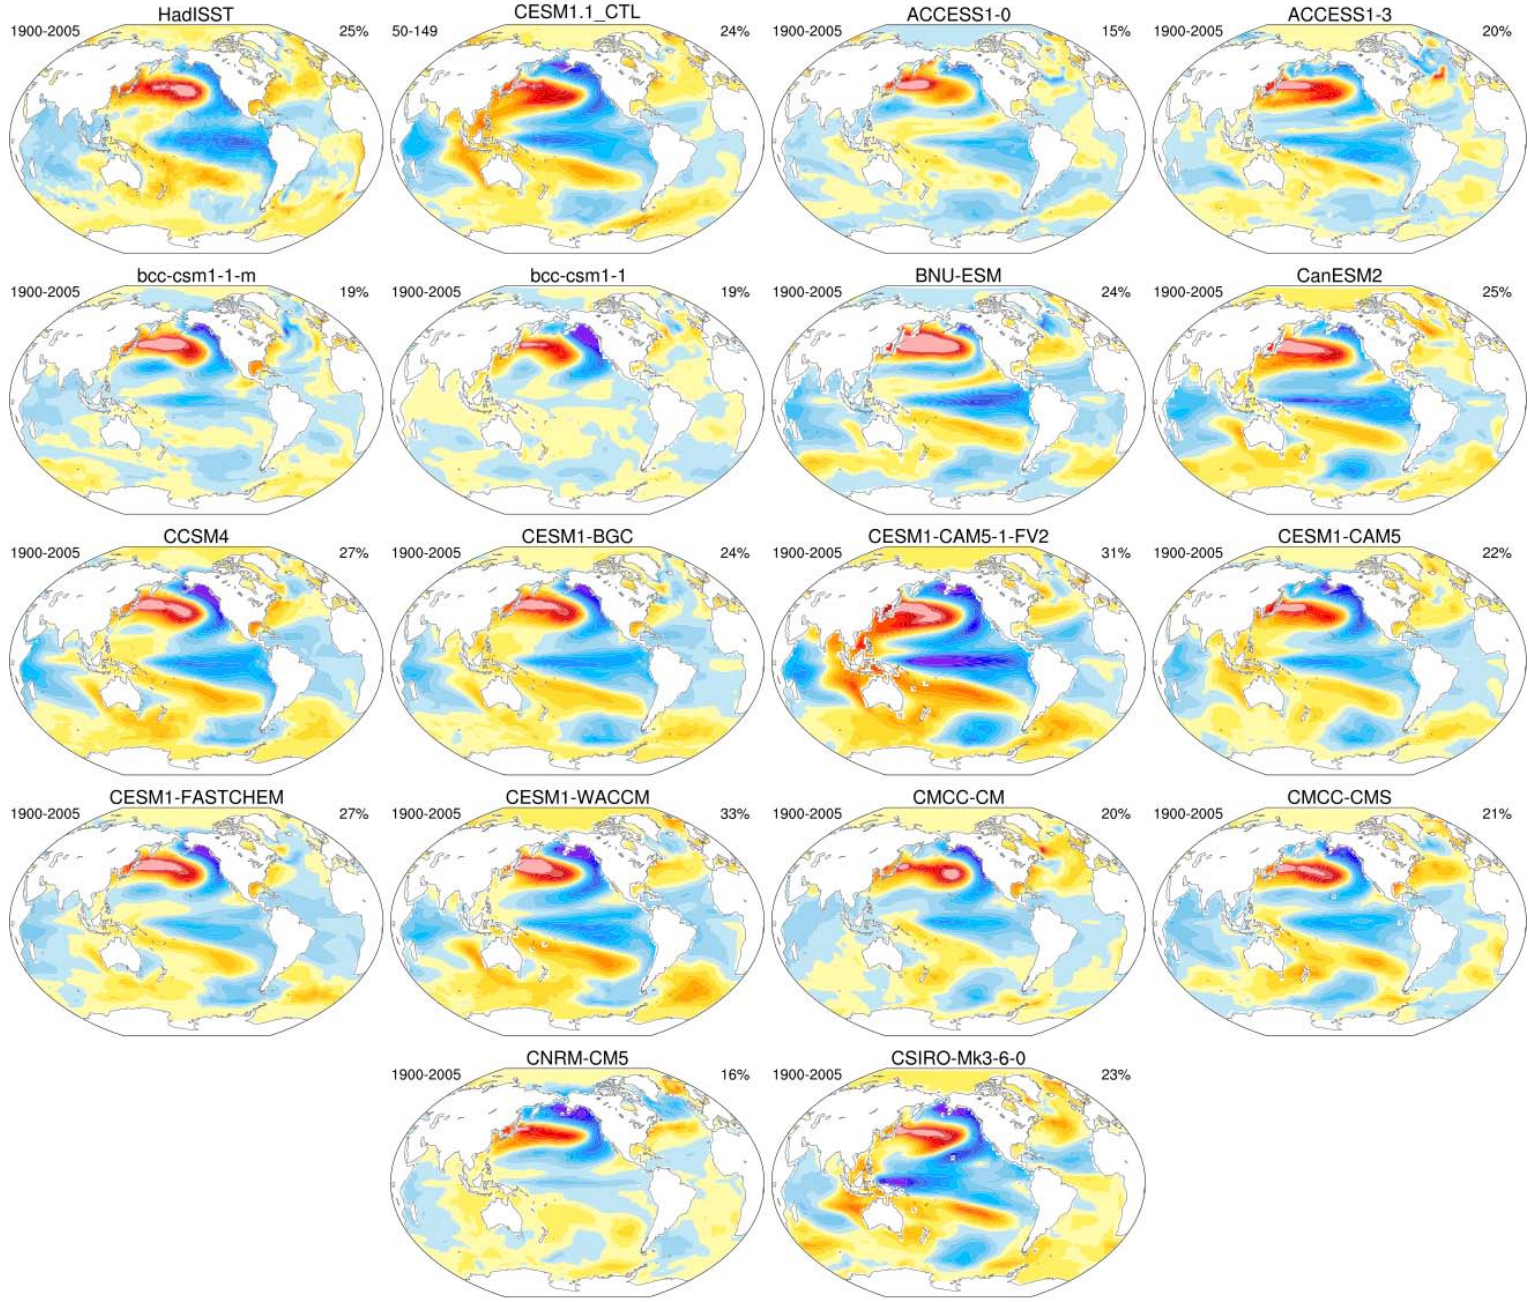 HadISST
1900-2005 25%
CESM1.1_CTL
50-149 24%
ACCESS1-0
1900-2005 15%
ACCESS1-3
1900-2005 20%
bcc-csm1-1-m
1900-2005 19%
bcc-csm1-1
1900-2005 19%
BNU-ESM
1900-2005 24%
CanESM2
1900-2005 25%
CCSM4
1900-2005 27%
CESM1-BGC
1900-2005 24%
CESM1-CAM5-1-FV2
1900-2005 31%
CESM1-CAM5
1900-2005 22%
CESM1-FASTCHEM
1900-2005 27%
CESM1-WACCM
1900-2005 33%
CMCC-CM
1900-2005 20%
CMCC-CMS
1900-2005 21%
CNRM-CM5
1900-2005 16%
CSIRO-Mk3-6-0
1900-2005 23%